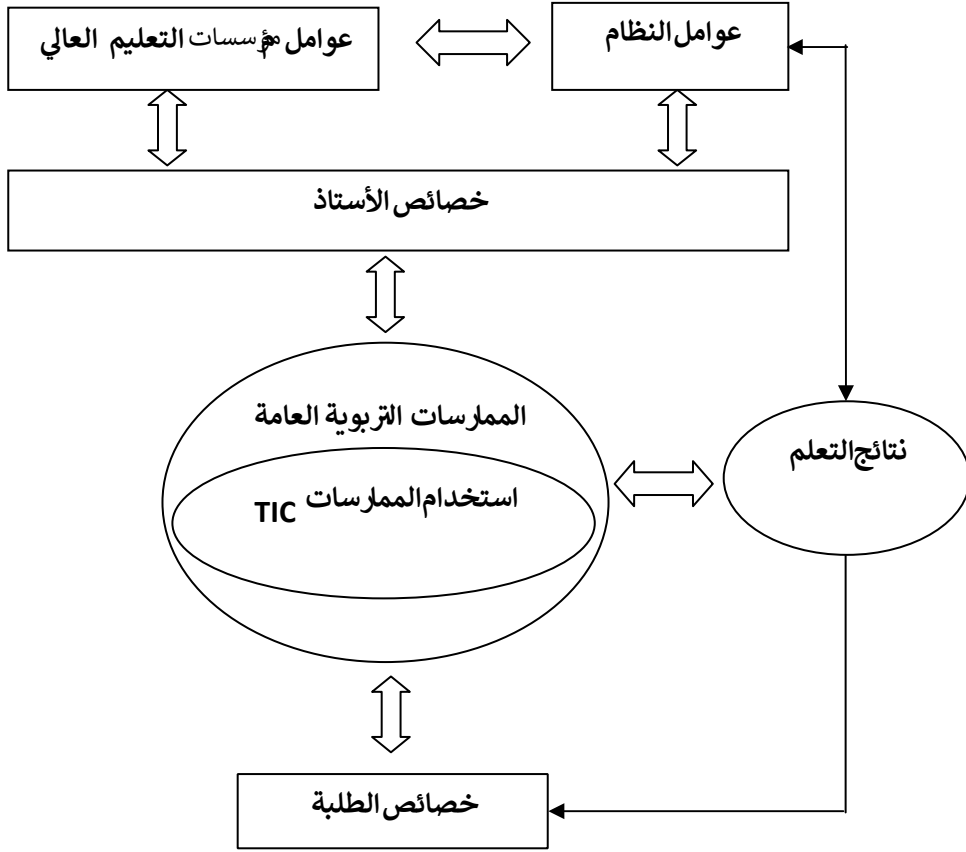 عوامل النظام
عوامل مؤسسات التعليم العالي
خصائص الأستاذ
الممارسات التربوية العامة
استخدام الممارسات TIC
نتائج التعلم
خصائص الطلبة